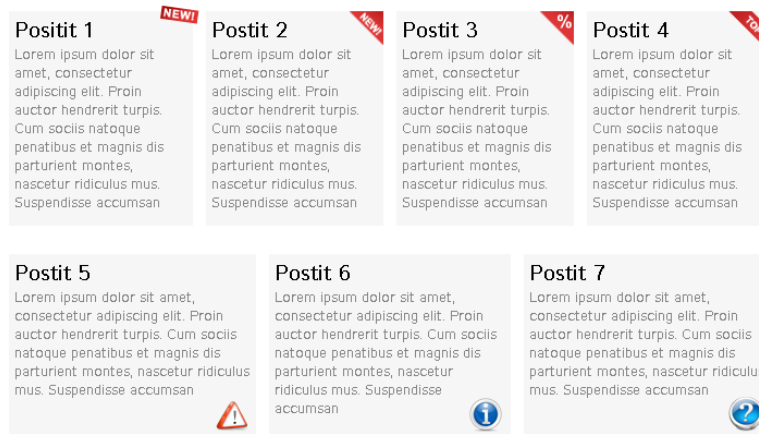 Positit 1
NEW!
Lorem ipsum dolor sit
amet, consectetur
adipiscing elit. Proin
auctor hendrerit turpis.
Cum sociis natoque
penatibus et magnis dis
parturient montes,
nascetur ridiculus mus.
Suspendisse accumsan
Postit 2
NEW!
Lorem ipsum dolor sit
amet, consectetur
adipiscing elit. Proin
auctor hendrerit turpis.
Cum sociis natoque
penatibus et magnis dis
parturient montes,
nascetur ridiculus mus.
Suspendisse accumsan
Postit 3
%
Lorem ipsum dolor sit
amet, consectetur
adipiscing elit. Proin
auctor hendrerit turpis.
Cum sociis natoque
penatibus et magnis dis
parturient montes,
nascetur ridiculus mus.
Suspendisse accumsan
Postit 4
TOP
Lorem ipsum dolor sit
amet, consectetur
adipiscing elit. Proin
auctor hendrerit turpis.
Cum sociis natoque
penatibus et magnis dis
parturient montes,
nascetur ridiculus mus.
Suspendisse accumsan
Postit 5
Lorem ipsum dolor sit amet,
consectetur adipiscing elit. Proin
auctor hendrerit turpis. Cum sociis
natoque penatibus et magnis dis
parturient montes, nascetur ridiculus
mus. Suspendisse accumsan
!
Postit 6
Lorem ipsum dolor sit amet,
consectetur adipiscing elit. Proin
auctor hendrerit turpis. Cum sociis
natoque penatibus et magnis dis
parturient montes, nascetur
ridiculus mus. Suspendisse
accumsan
i
Postit 7
Lorem ipsum dolor sit amet,
consectetur adipiscing elit. Proin
auctor hendrerit turpis. Cum sociis
natoque penatibus et magnis dis
parturient montes, nascetur ridiculu
mus. Suspendisse accumsan
?